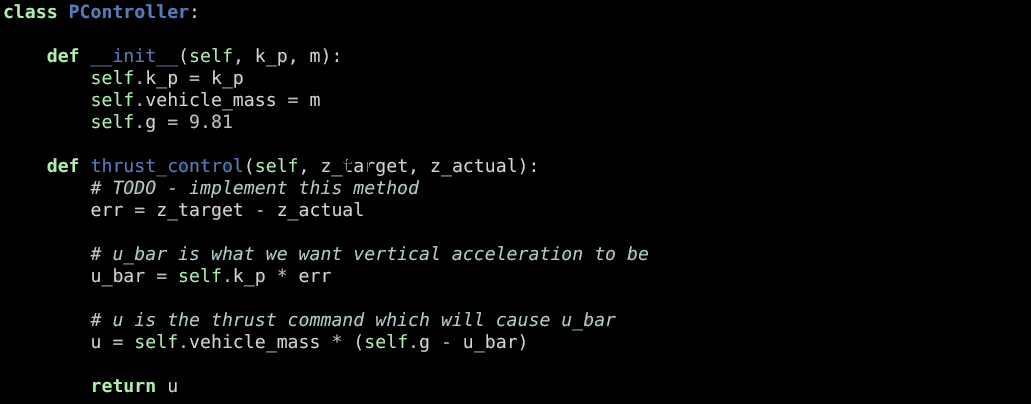 class PController:
def __init__(self, k_p, m):
self.k_p = k_p
self.vehicle_mass = m
self.g = 9.81
def thrust_control(self, z_target, z_actual):
# TODO - implement this method
err = z_target - z_actual
# u_bar is what we want vertical acceleration to be
u_bar = self.k_p * err
# u is the thrust command which will cause u_bar
u = self.vehicle_mass * (self.g - u_bar)
return u